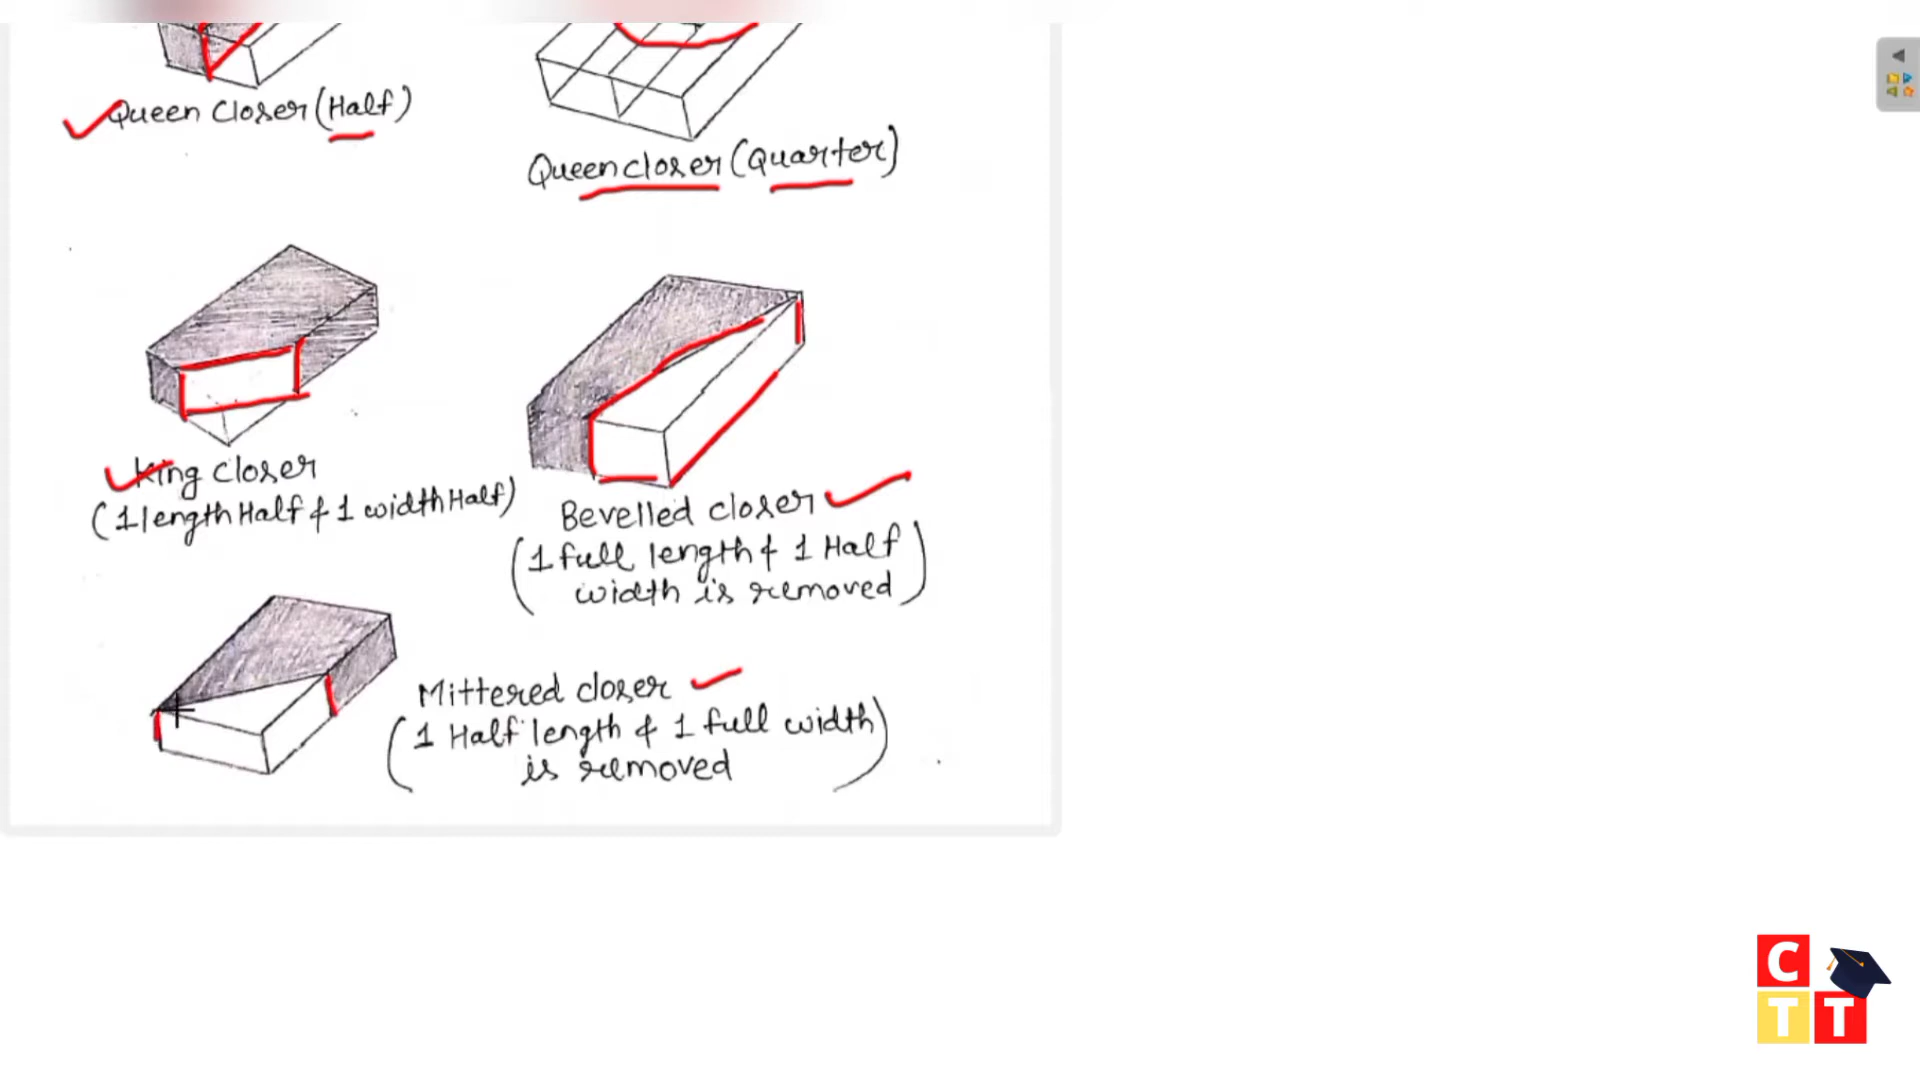 Queen Closer (Half)
Queen closer (Quarter)
King Closer
(1 length Half & 1 width Half)
Bevelled closer
(1 full length & 1 Half
width is removed)
Mittered closer
(1 Half length & 1 full width)
is removed
C
T T